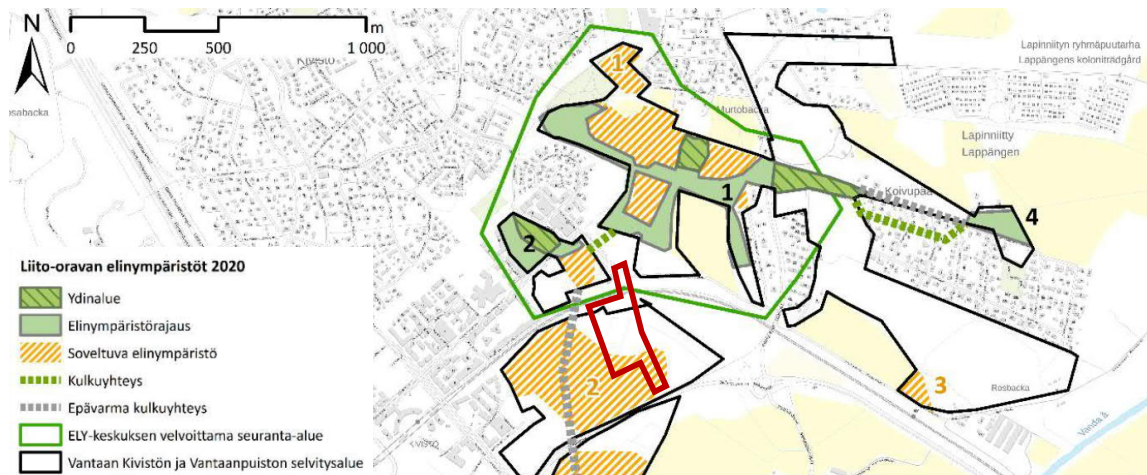 N
m
0 250 500 1 000
Kivistö
Lapinniityn ryhmäpuutarha
Lappängens koloniträdgård
1
Murtobacka
Lapinniitty
Lappängen
1
Koivupää
4
2
2
3
Rosbacka
Kivistö
Vanda å
Liito-oravan elinympäristöt 2020
Ydinalue
Elinympäristörajaus
Soveltuva elinympäristö
Kulkuyhteys
Epävarma kulkuyhteys
ELY-keskuksen velvoittama seuranta-alue
Vantaan Kivistön ja Vantaanpuiston selvitysalue